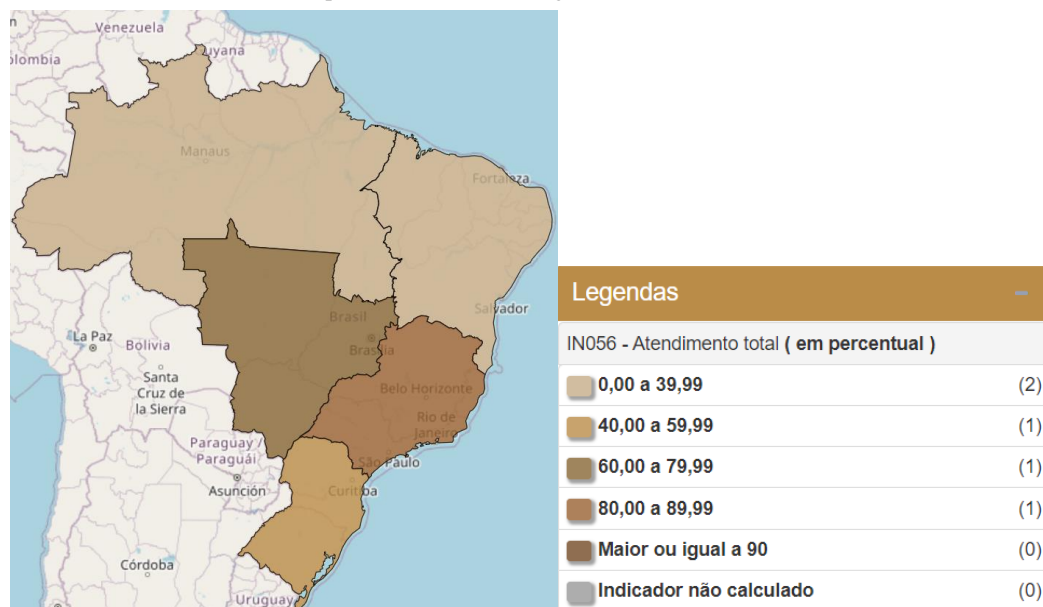 Venezuela
Guyana
olombia
Manaus
Fortaleza
Salvador
Brasil
Brasília
La Paz
Bolivia
Santa
Cruz de
la Sierra
Belo Horizonte
Rio de
Janeiro
Paraguay /
Paraguái
São Paulo
Asunción
Curitiba
Córdoba
Uruguay
Legendas
IN056 - Atendimento total ( em percentual )
0,00 a 39,99 (2)
40,00 a 59,99 (1)
60,00 a 79,99 (1)
80,00 a 89,99 (1)
Maior ou igual a 90 (0)
Indicador não calculado (0)